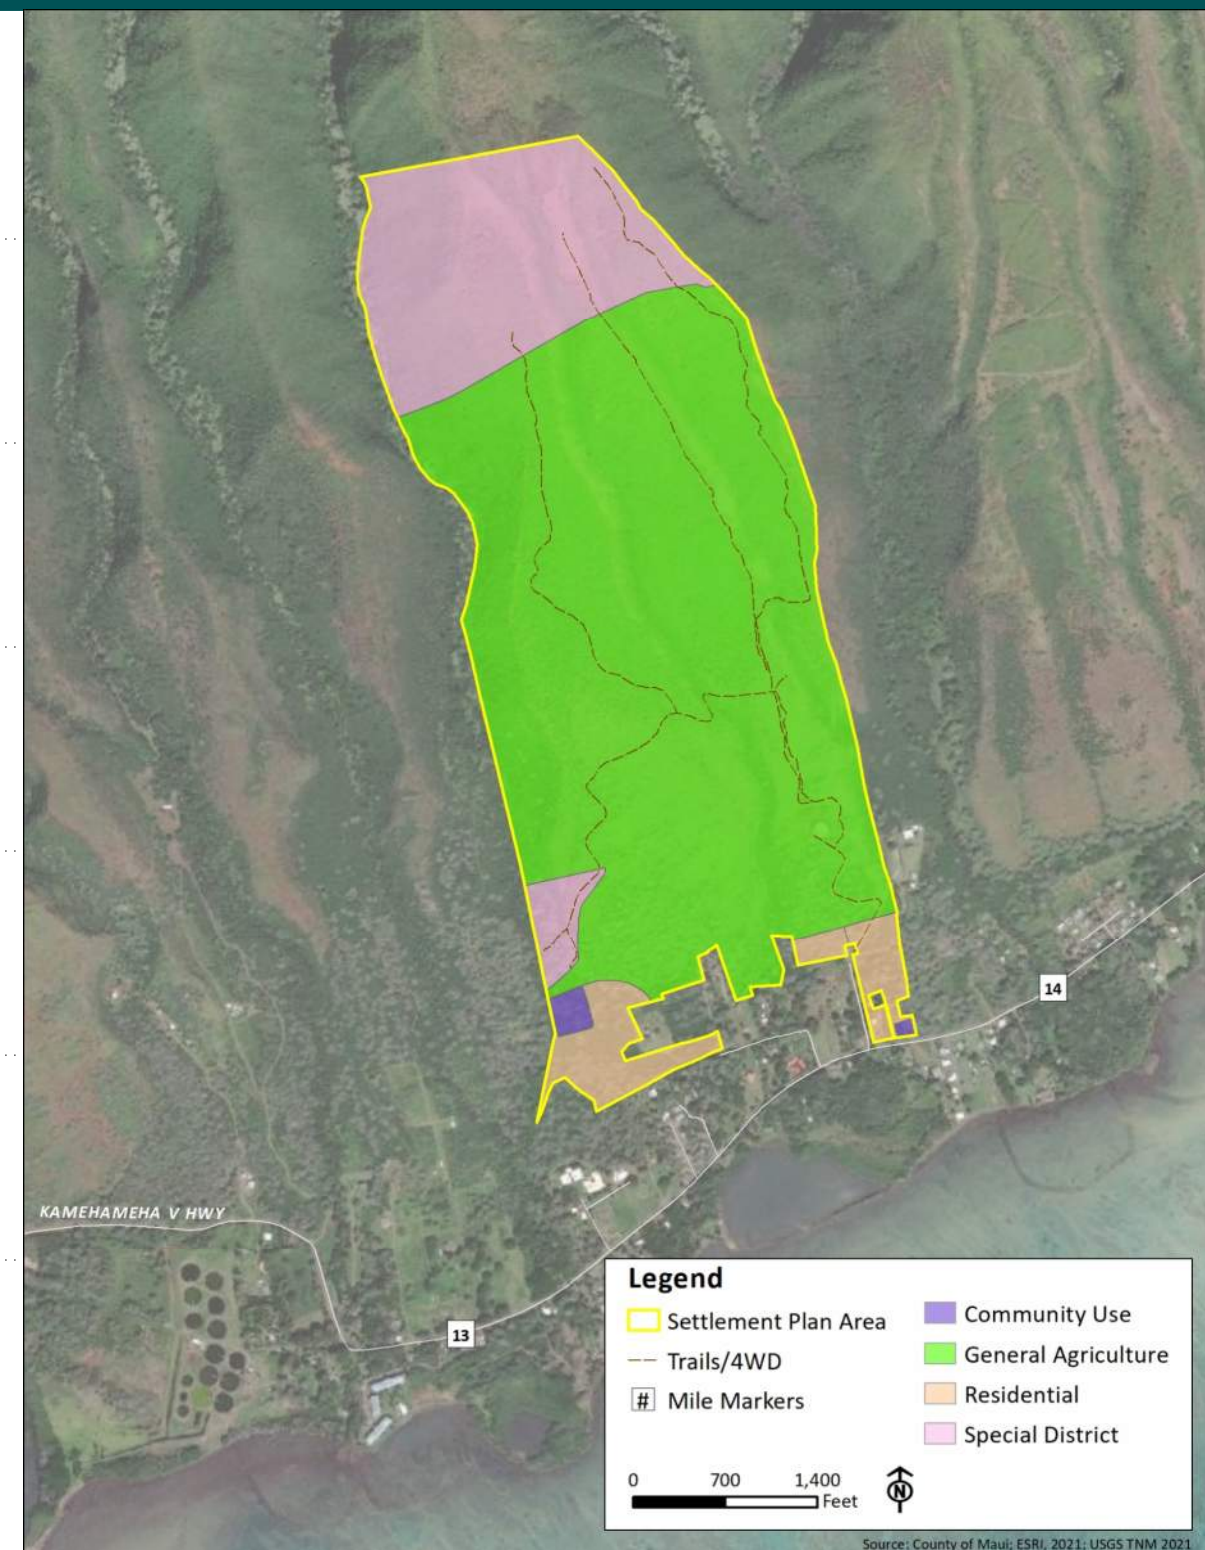 14
KAMEHAMEHA V HWY
13
Legend
Settlement Plan Area
Trails/4WD
# Mile Markers
Community Use
General Agriculture
Residential
Special District
0 700 1,400
Feet
N
Source: County of Maui; ESRI, 2021; USGS TNM 2021